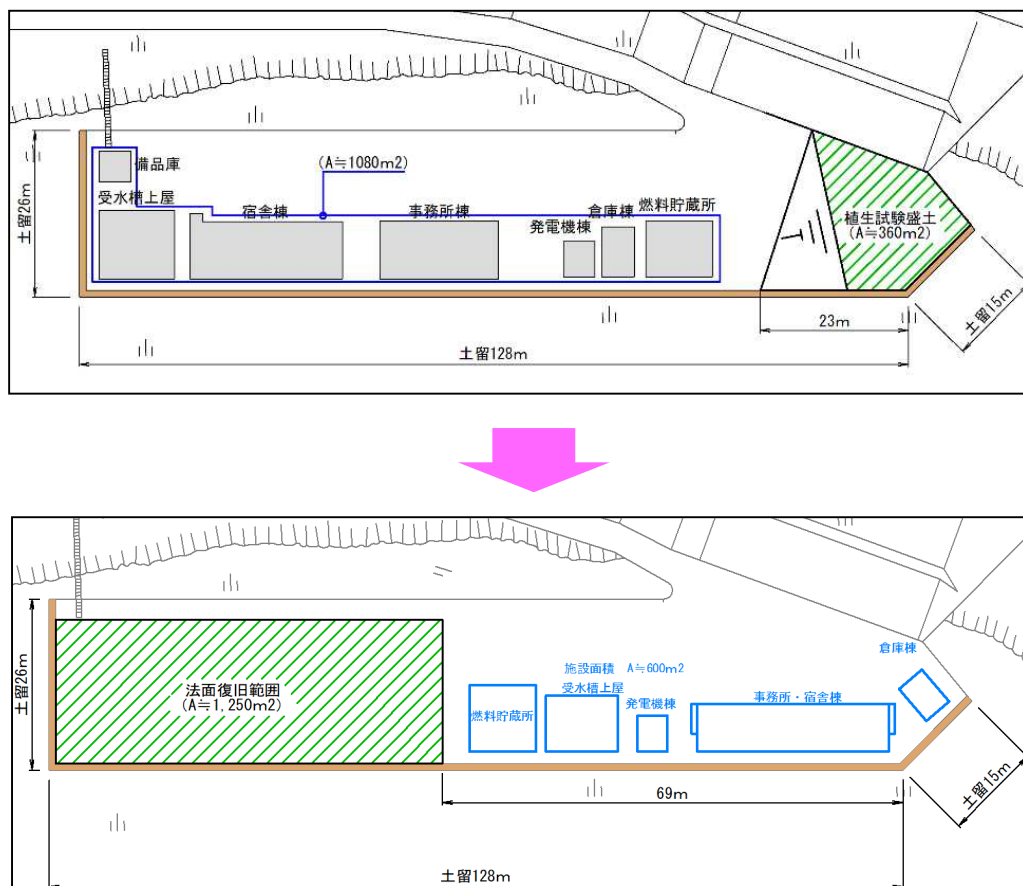 備品庫
(A≒1080m2)
受水槽上屋
宿舎棟
事務所棟
倉庫棟
燃料貯蔵所
発電機棟
植生試験盛土
(A≒360m2)
土留26m
23m
土留15m
土留128m
倉庫棟
施設面積 A≒600m2
燃料貯蔵所
受水槽上屋
発電機棟
事務所・宿舎棟
法面復旧範囲
(A≒1,250m2)
土留26m
69m
土留15m
土留128m